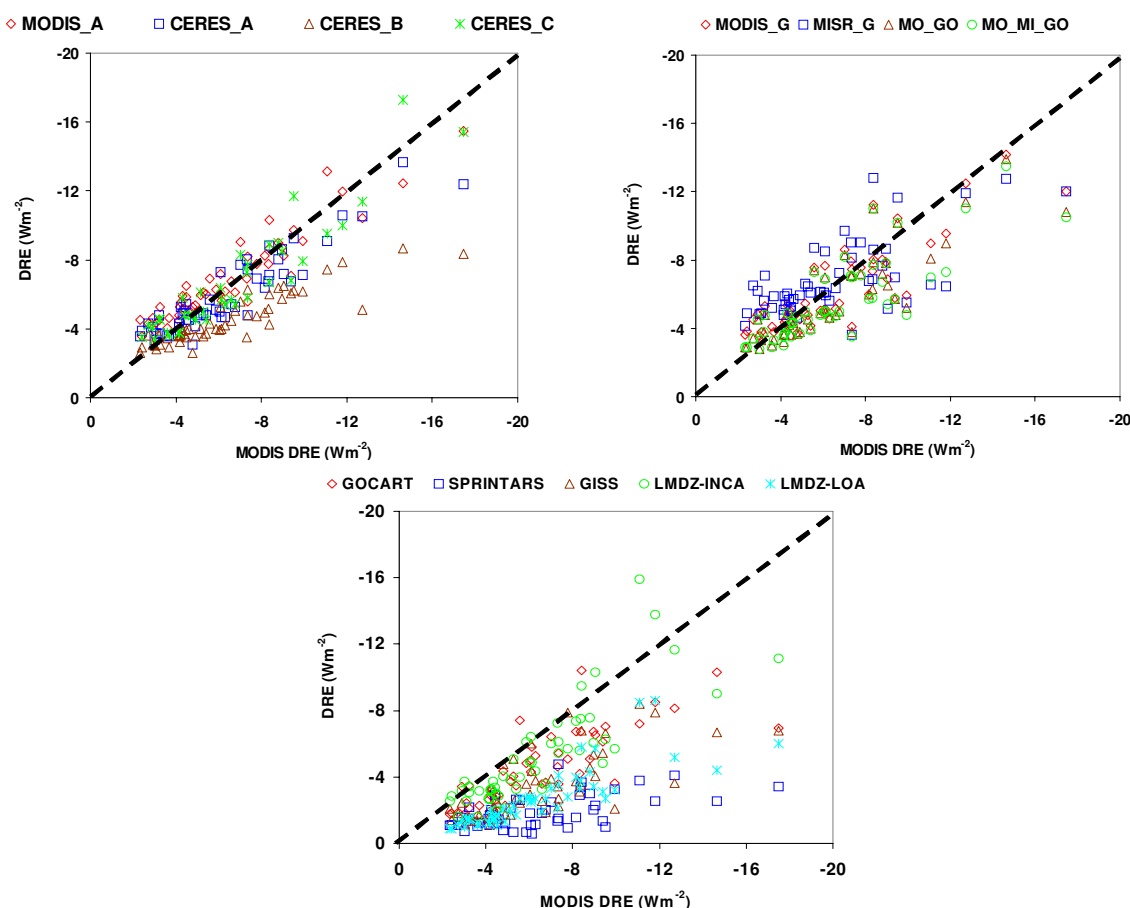 MODIS_A CERES_A CERES_B CERES_C
-20
-16
-12
-8
-4
0
DRE (Wm-2)
0 -4 -8 -12 -16 -20
MODIS DRE (Wm-2)
MODIS_G MISR_G MO_GO MO_MI_GO
-20
-16
-12
-8
-4
0
DRE (Wm-2)
0 -4 -8 -12 -16 -20
MODIS DRE (Wm-2)
GOCART SPRINTARS GISS LMDZ-INCA LMDZ-LOA
-20
-16
-12
-8
-4
0
DRE (Wm-2)
0 -4 -8 -12 -16 -20
MODIS DRE (Wm-2)